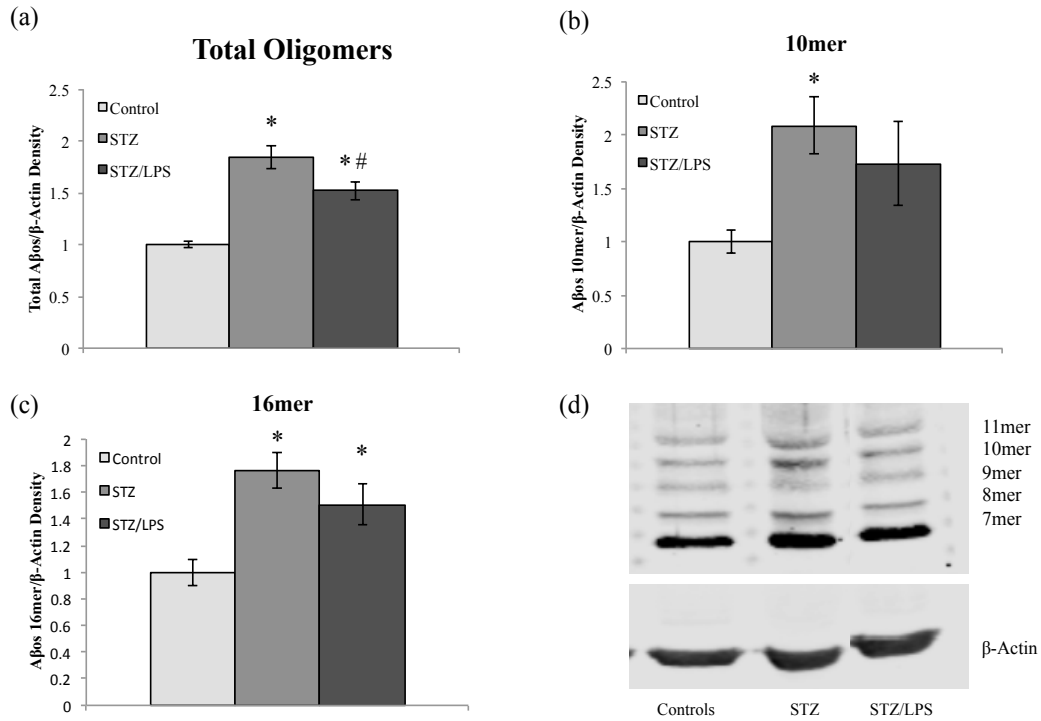 (a)
Total Oligomers
Total Aβos/β-Actin Density
2.5
2
1.5
1
0.5
0
Control
STZ
STZ/LPS
*
* #
(b)
10mer
Aβos 10mer/β-Actin Density
2.5
2
1.5
1
0.5
0
Control
STZ
STZ/LPS
*
(c)
16mer
Aβos 16mer/β-Actin Density
2
1.8
1.6
1.4
1.2
1
0.8
0.6
0.4
0.2
0
Control
STZ
STZ/LPS
*
*
(d)
11mer
10mer
9mer
8mer
7mer
β-Actin
Controls
STZ
STZ/LPS